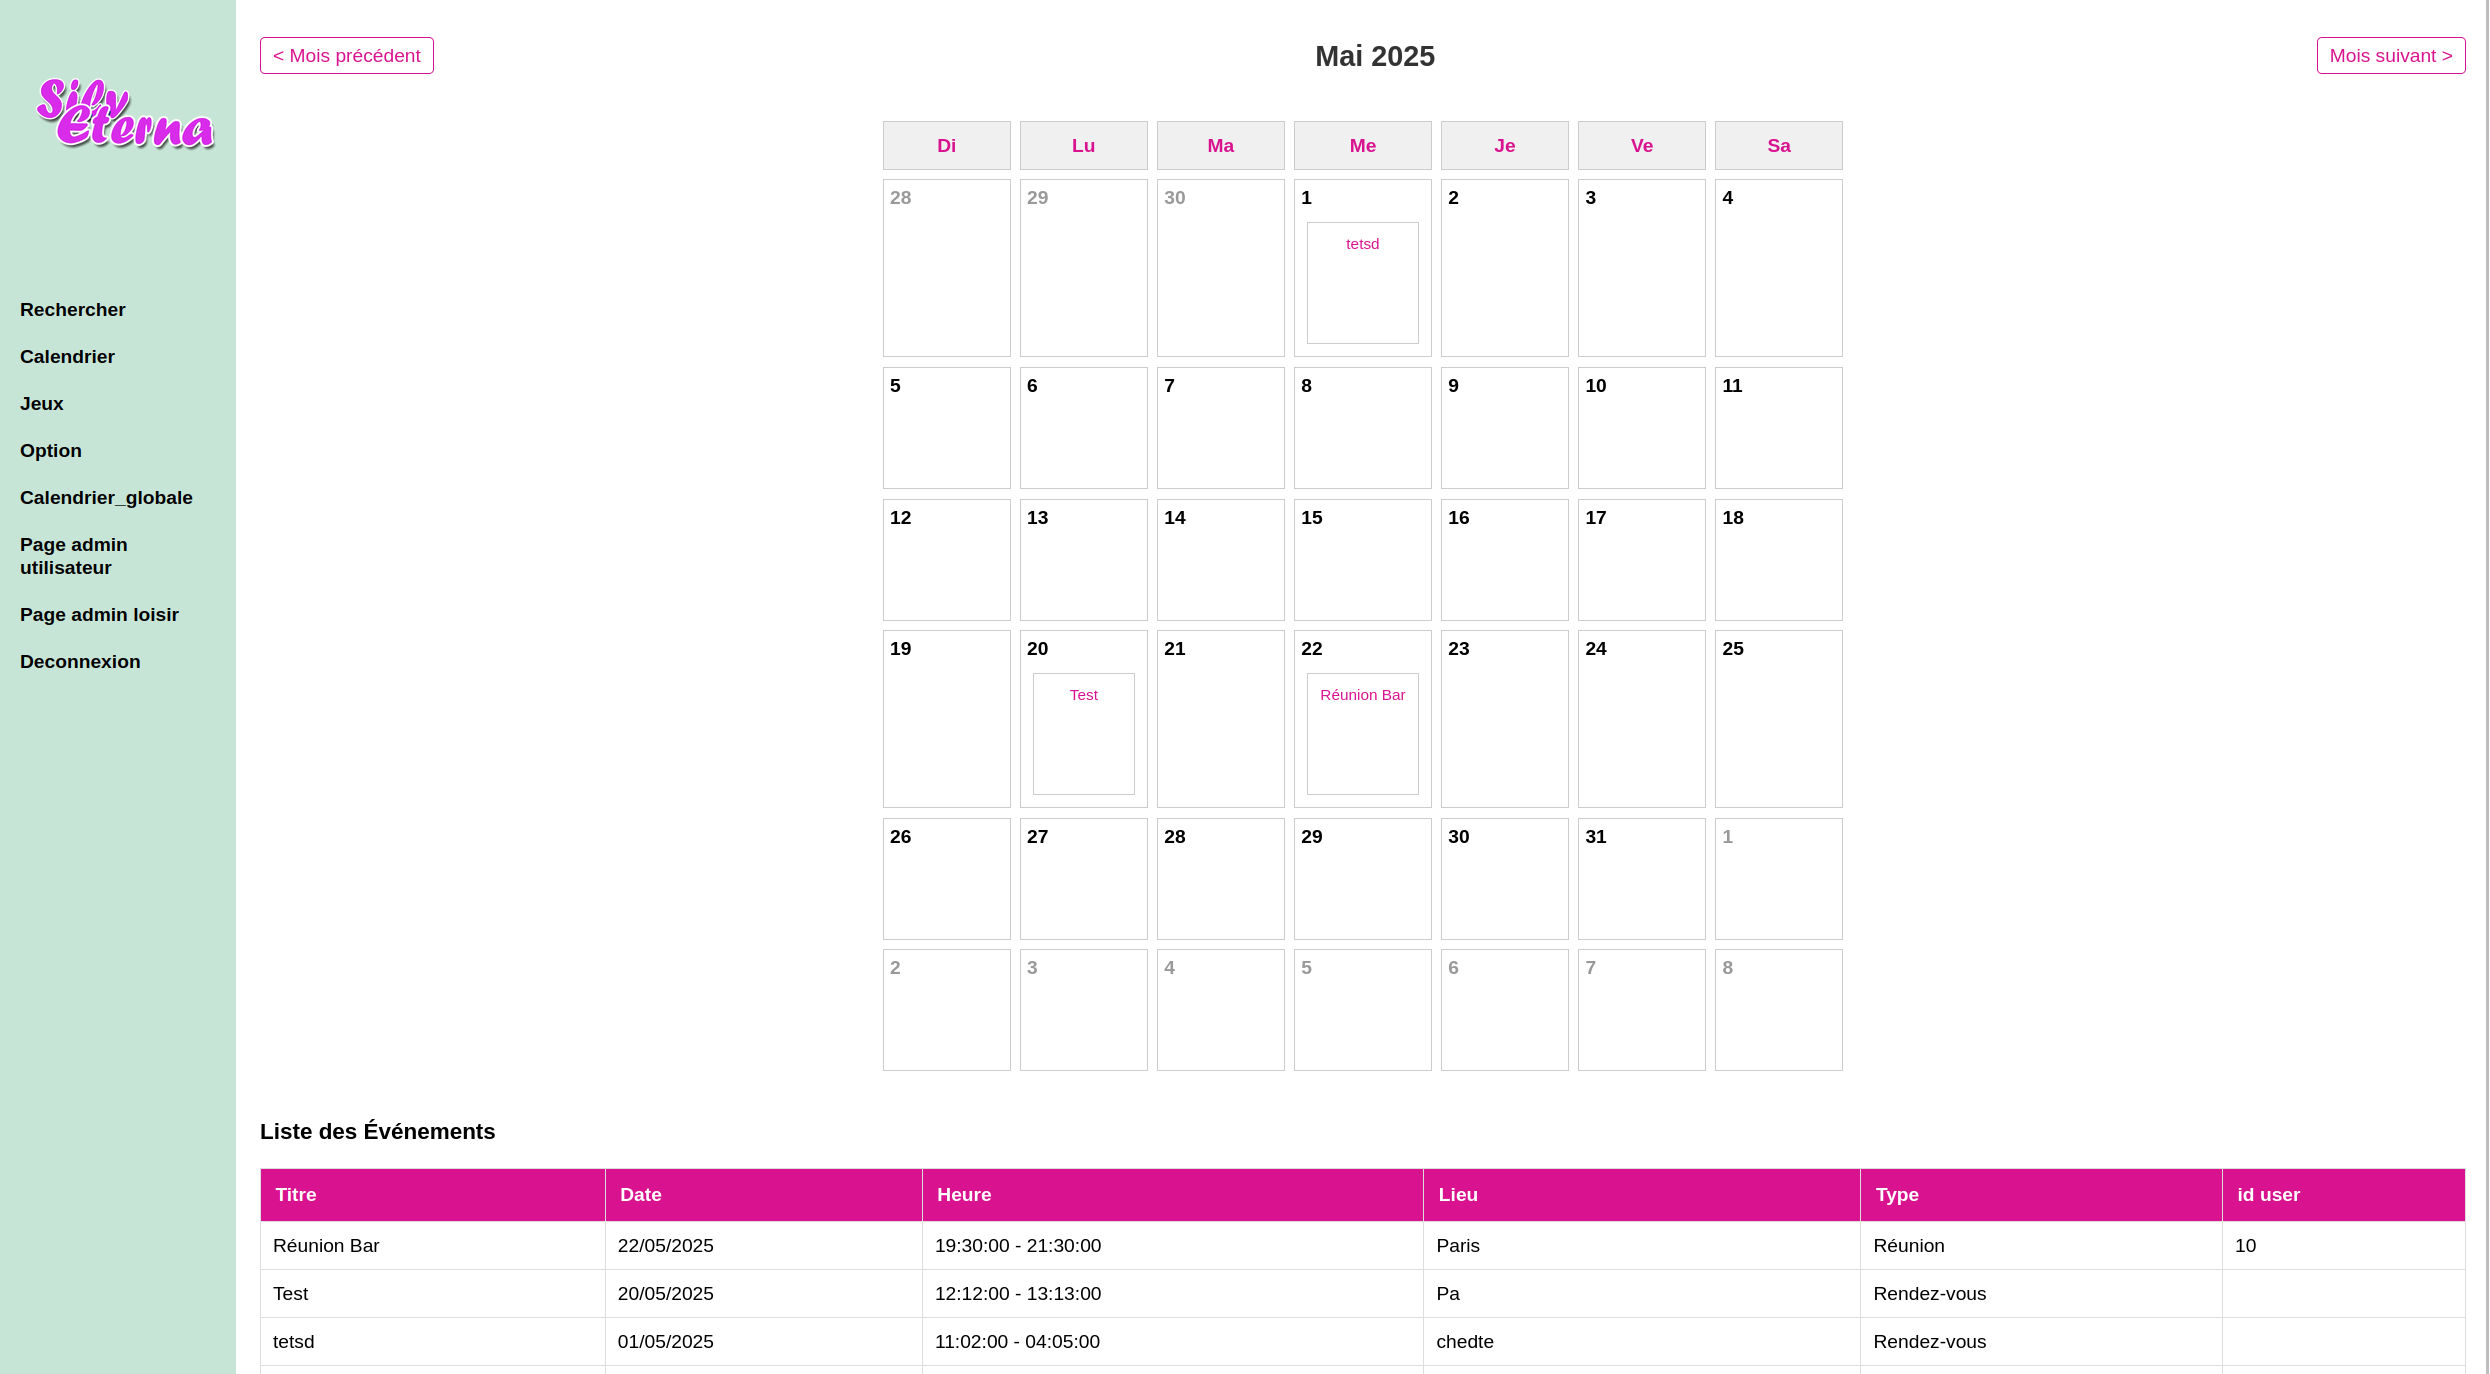 Sily
Eterna
Rechercher
Calendrier
Jeux
Option
Calendrier_globale
Page admin
utilisateur
Page admin loisir
Deconnexion
< Mois précédent Mai 2025 Mois suivant >
Di Lu Ma Me Je Ve Sa
28 29 30 1 2 3 4
tetsd
5 6 7 8 9 10 11
12 13 14 15 16 17 18
19 20 21 22 23 24 25
Test Réunion Bar
26 27 28 29 30 31 1
2 3 4 5 6 7 8
Liste des Événements
Titre Date Heure Lieu Type id user
Réunion Bar 22/05/2025 19:30:00 - 21:30:00 Paris Réunion 10
Test 20/05/2025 12:12:00 - 13:13:00 Pa Rendez-vous
tetsd 01/05/2025 11:02:00 - 04:05:00 chedte Rendez-vous